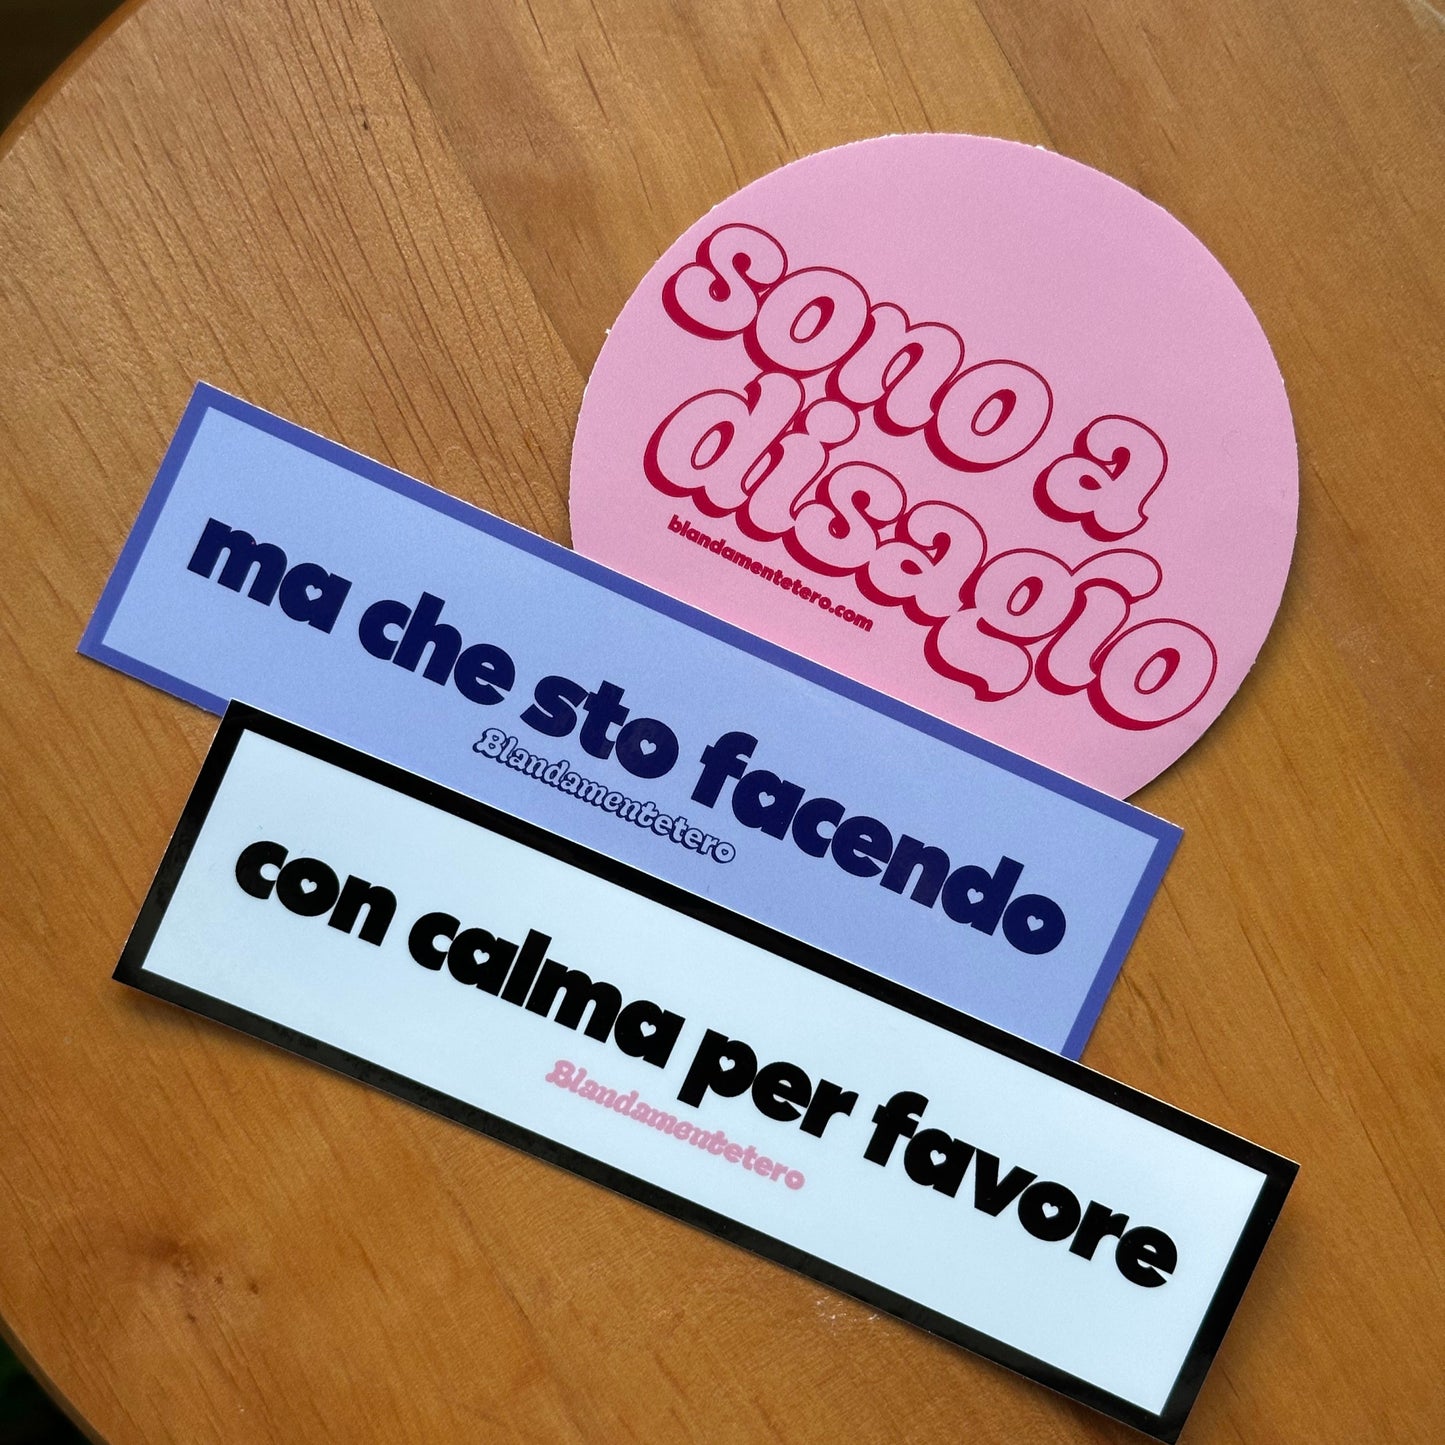 sono a
disagio
blandamentetero.com
ma che sto facendo
Blandamentetero
con calma per favore
Blandamentetero